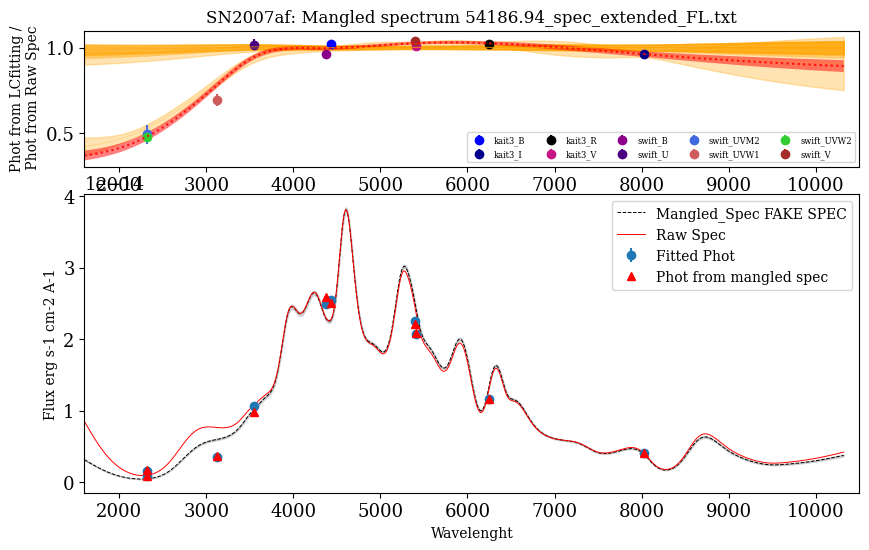 SN2007af: Mangled spectrum 54186.94_spec_extended_FL.txt
Phot from LCfitting /
Phot from Raw Spec
1.0
0.5
kait3_B kait3_R swift_B swift_UVM2 swift_UVW2
kait3_I kait3_V swift_U swift_UVW1 swift_V
2000 3000 4000 5000 6000 7000 8000 9000 10000
1e−14
Flux erg s-1 cm-2 A-1
4
3
2
1
0
Mangled_Spec FAKE SPEC
Raw Spec
Fitted Phot
Phot from mangled spec
2000 3000 4000 5000 6000 7000 8000 9000 10000
Wavelenght